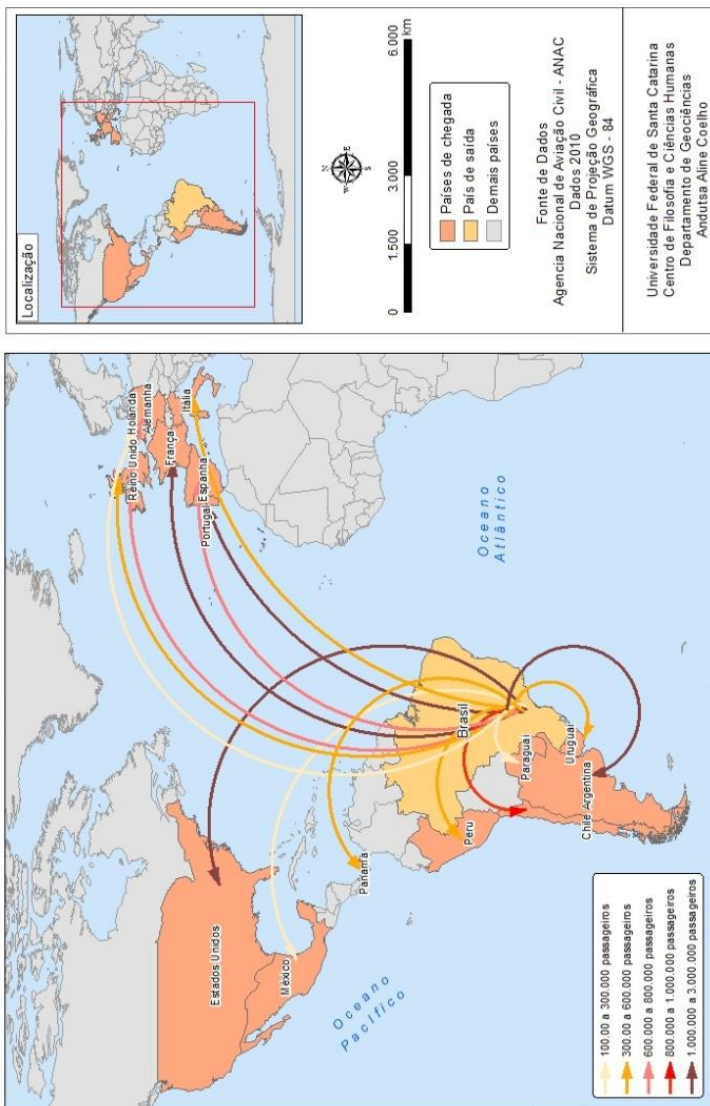 Estados Unidos
México
Oceano
Pacífico
Panamá
Peru
Brasil
Paraguai
Uruguai
Chile Argentina
Oceano
Atlântico
Reino Unido Holanda
Alemanha
França
Itália
Portugal Espanha
100.00 a 300.000 passageiros
300.00 a 600.000 passageiros
600.000 a 800.000 passageiros
800.000 a 1.000.000 passageiros
1.000.000 a 3.000.000 passageiros
Localização
N
W E
S
0 1.500 3.000 6.000
km
Países de chegada
País de saída
Demais países
Fonte de Dados
Agencia Nacional de Aviação Civil - ANAC
Dados 2010
Sistema de Projeção Geográfica
Datum WGS - 84
Universidade Federal de Santa Catarina
Centro de Filosofia e Ciências Humanas
Departamento de Geociências
Andutsa Aline Coelho